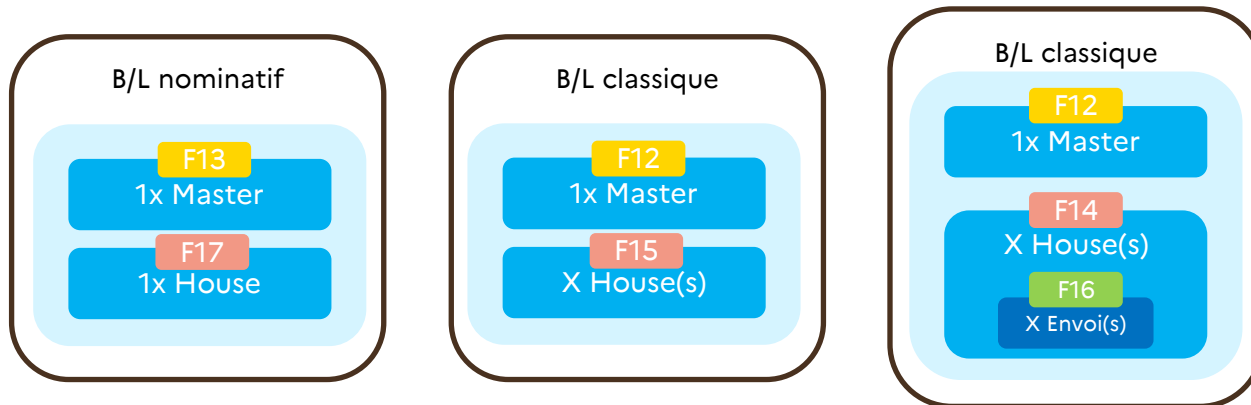 B/L nominatif
F13
1x Master
F17
1x House
B/L classique
F12
1x Master
F15
X House(s)
B/L classique
F12
1x Master
F14
X House(s)
F16
X Envoi(s)